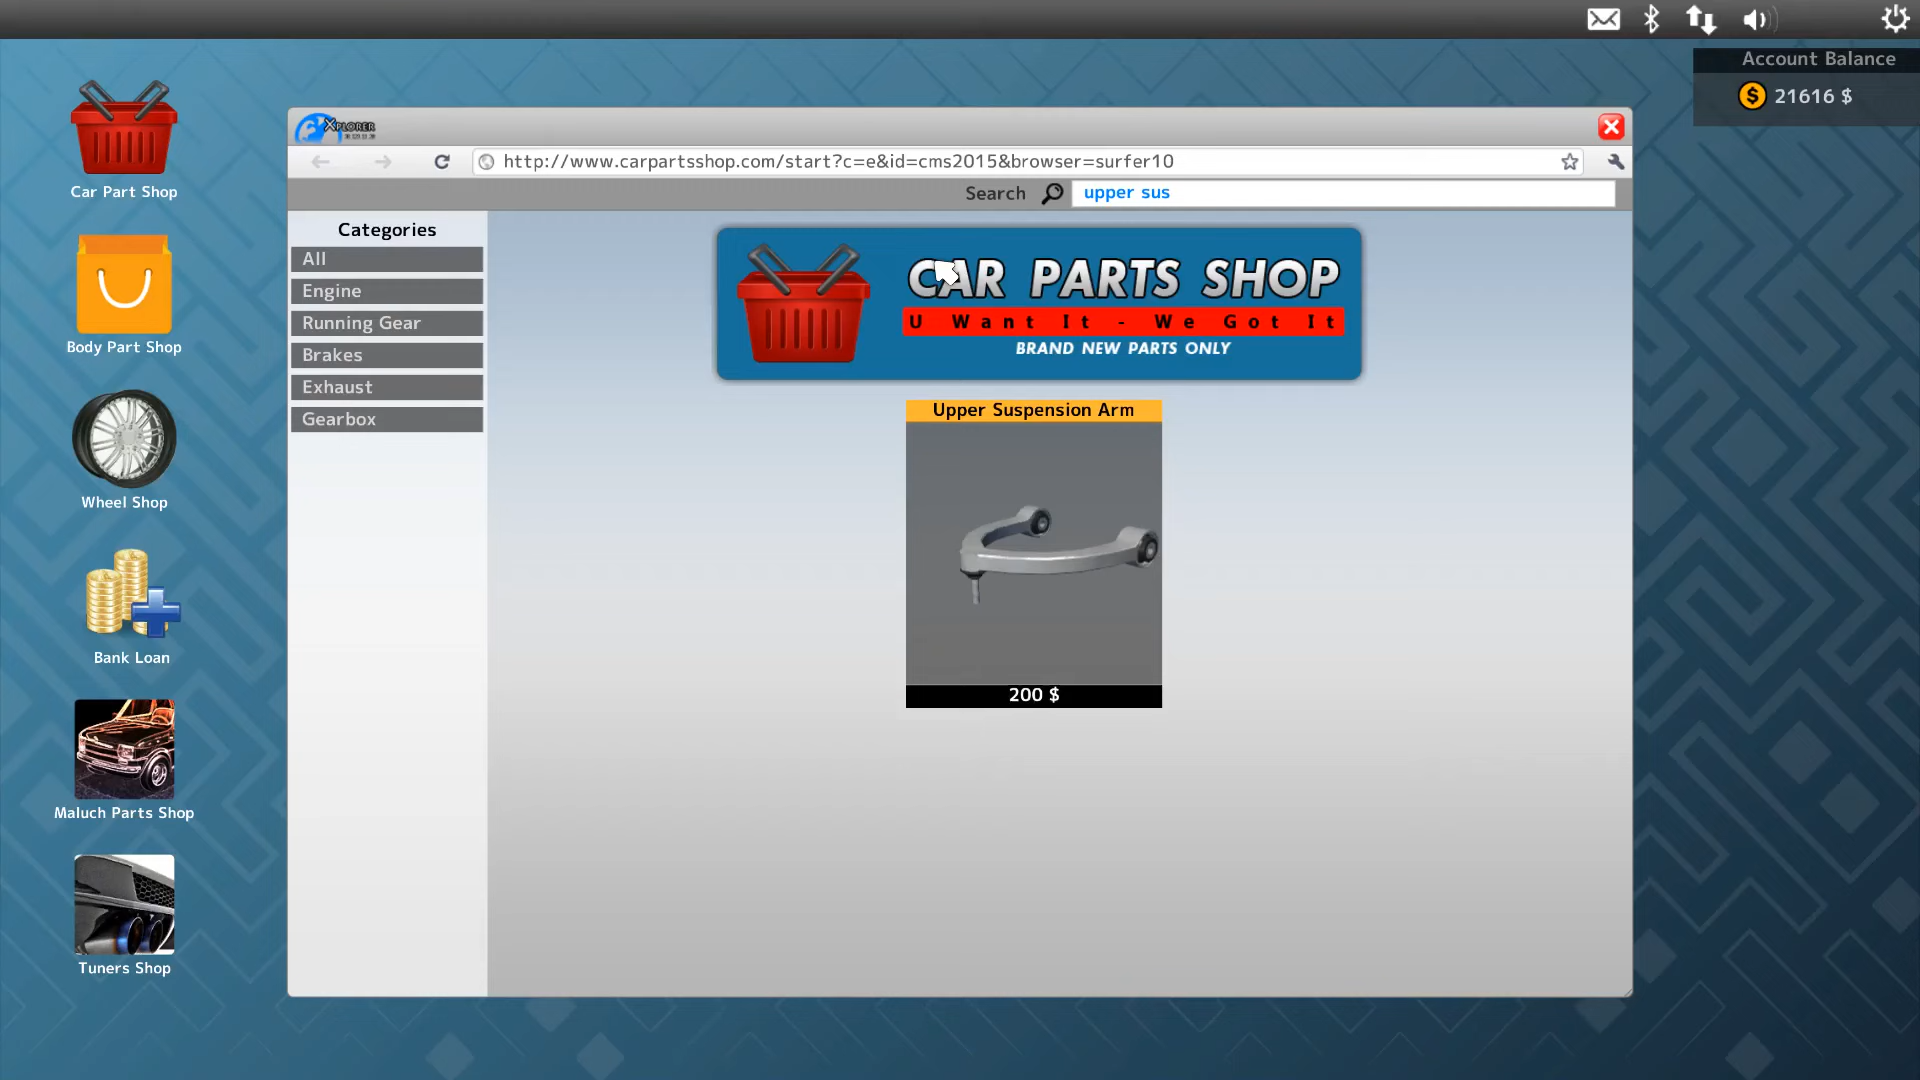 Account Balance
21616 $
Car Part Shop
Body Part Shop
Wheel Shop
Bank Loan
Maluch Parts Shop
Tuners Shop
XPLORER
http://www.carpartsshop.com/start?c=e&id=cms2015&browser=surfer10
Search upper sus
Categories
All
Engine
Running Gear
Brakes
Exhaust
Gearbox
CAR PARTS SHOP
U Want It - We Got It
BRAND NEW PARTS ONLY
Upper Suspension Arm
200 $